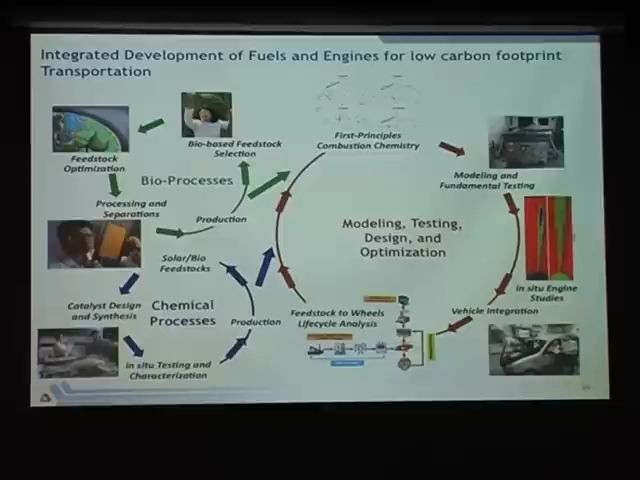 Integrated Development of Fuels and Engines for low carbon footprint
Transportation
Bio-based Feedstock
Selection
Feedstock
Optimization
Bio-Processes
Processing and
Separations
Production
Solar/Bio
Feedstocks
Catalyst Design
and Synthesis
Chemical
Processes
Production
in situ Testing and
Characterization
First-Principles
Combustion Chemistry
Modeling and
Fundamental Testing
Modeling, Testing,
Design, and
Optimization
in situ Engine
Studies
Vehicle Integration
Feedstock to Wheels
Lifecycle Analysis